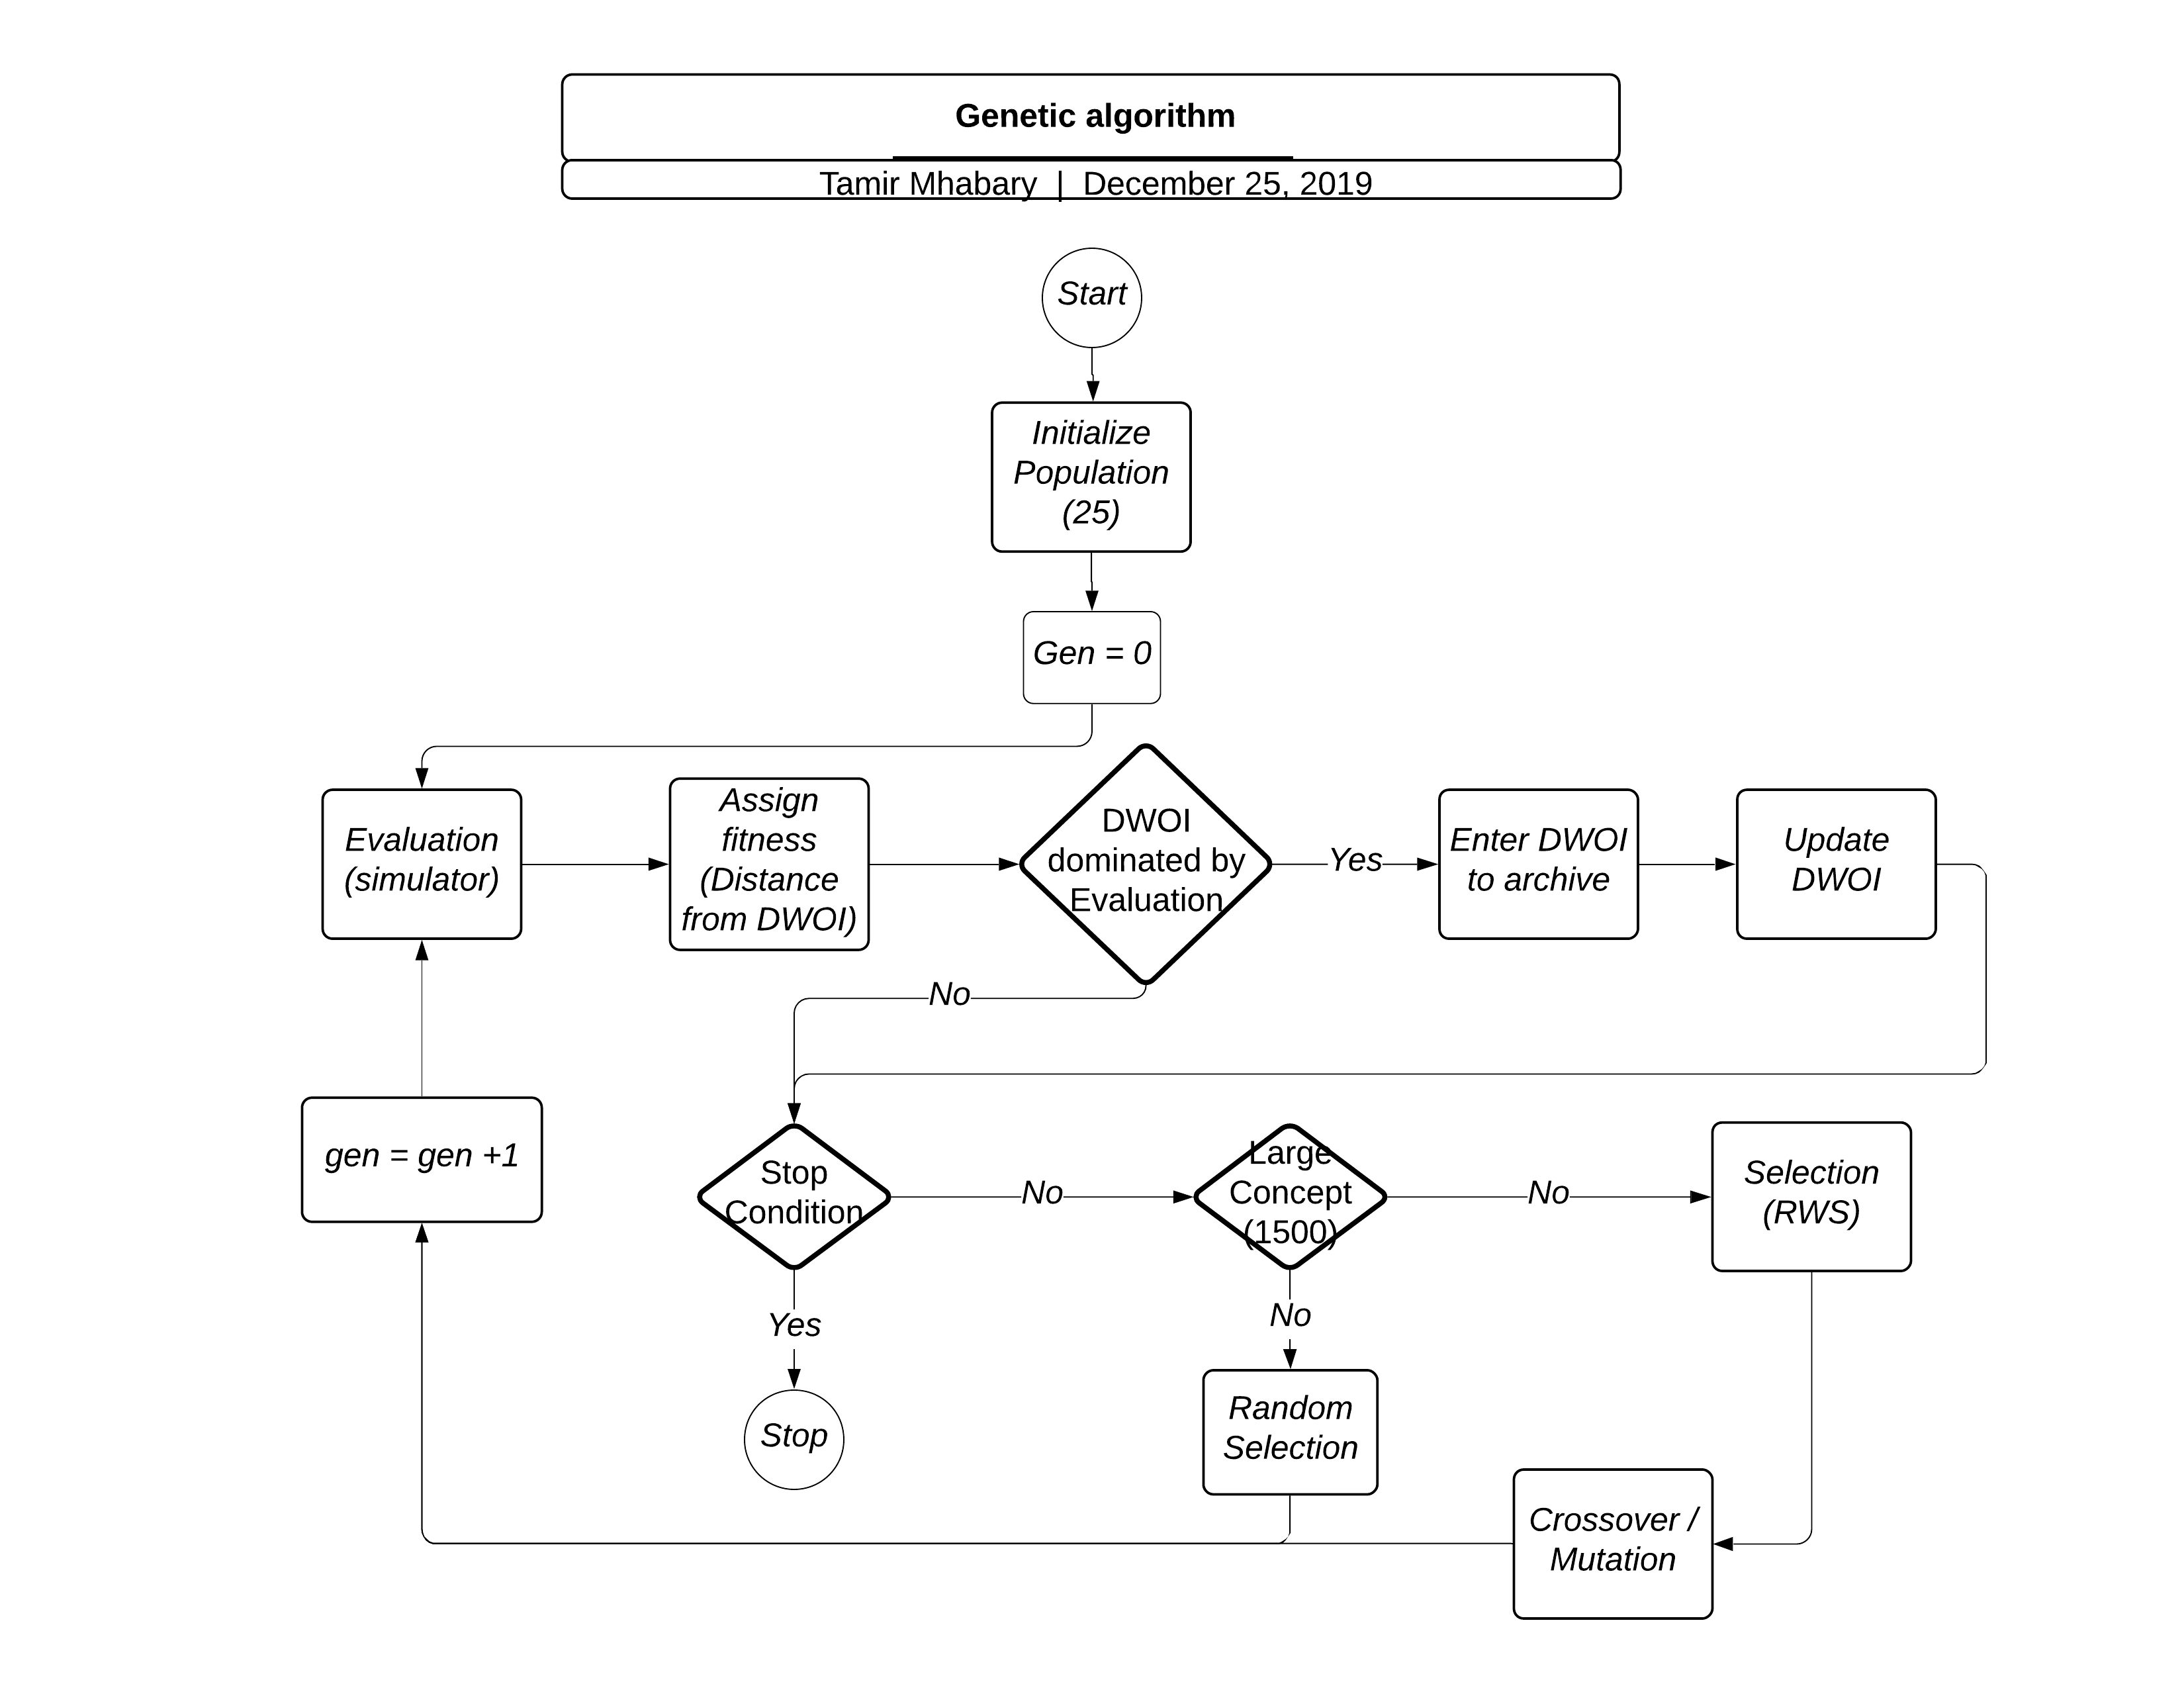 Genetic algorithm
Tamir Mhabary | December 25, 2019
Start
Initialize
Population
(25)
Gen = 0
Evaluation
(simulator)
Assign
fitness
(Distance
from DWOI)
DWOI
dominated by
Evaluation
Yes
Enter DWOI
to archive
Update
DWOI
No
gen = gen +1
Stop
Condition
No
Large
Concept
(1500)
No
Selection
(RWS)
Yes
No
Stop
Random
Selection
Crossover /
Mutation